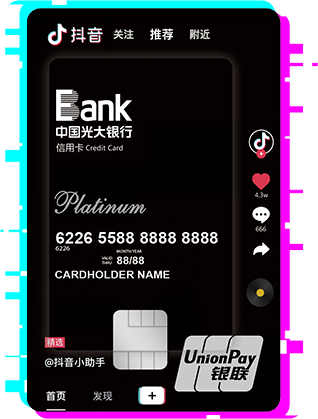 抖音 关注 推荐 附近
Bank
中国光大银行
信用卡 Credit Card
Platinum
4.3w
666
6226 5588 8888 8888
6226
MONTH/YEAR
VALID THRU 88/88
CARDHOLDER NAME
精选
@抖音小助手
UnionPay
银联
首页 发现